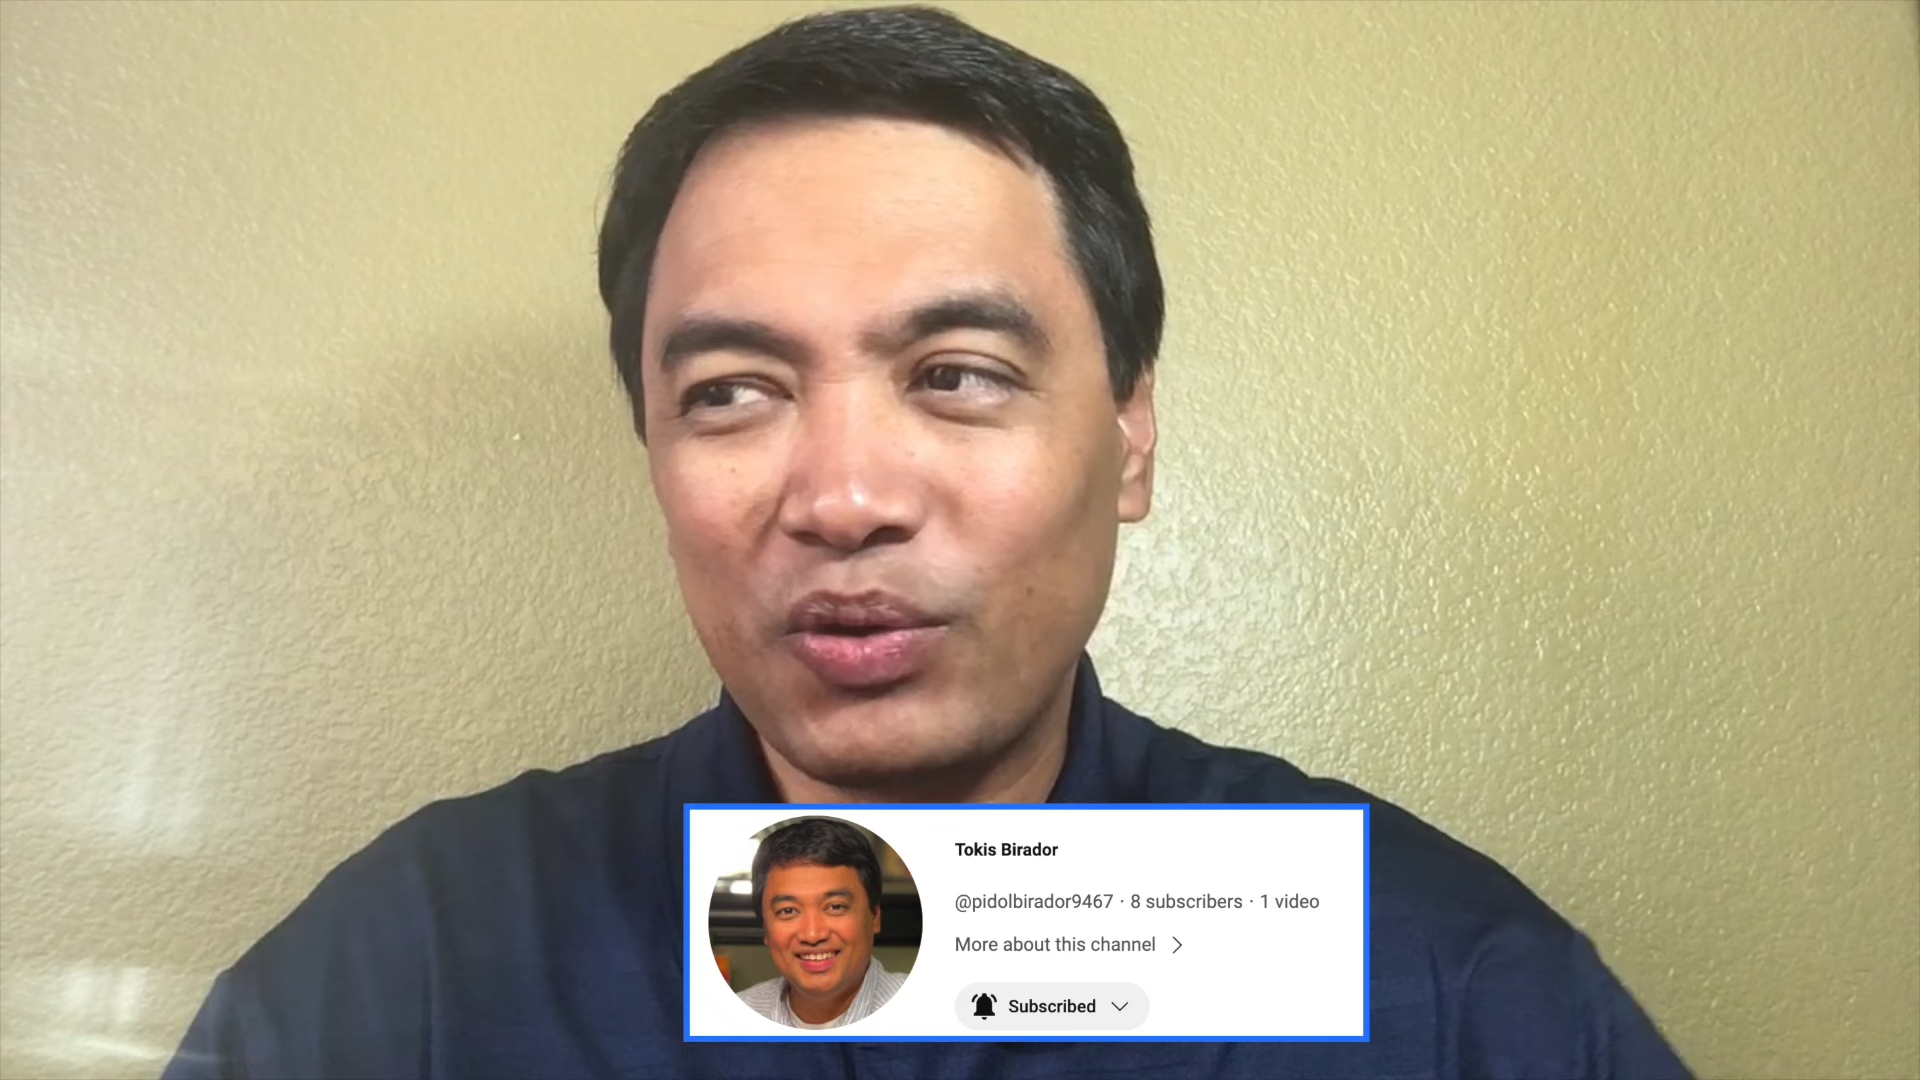 Tokis Birador
@pidolbirador9467 · 8 subscribers · 1 video
More about this channel
Subscribed